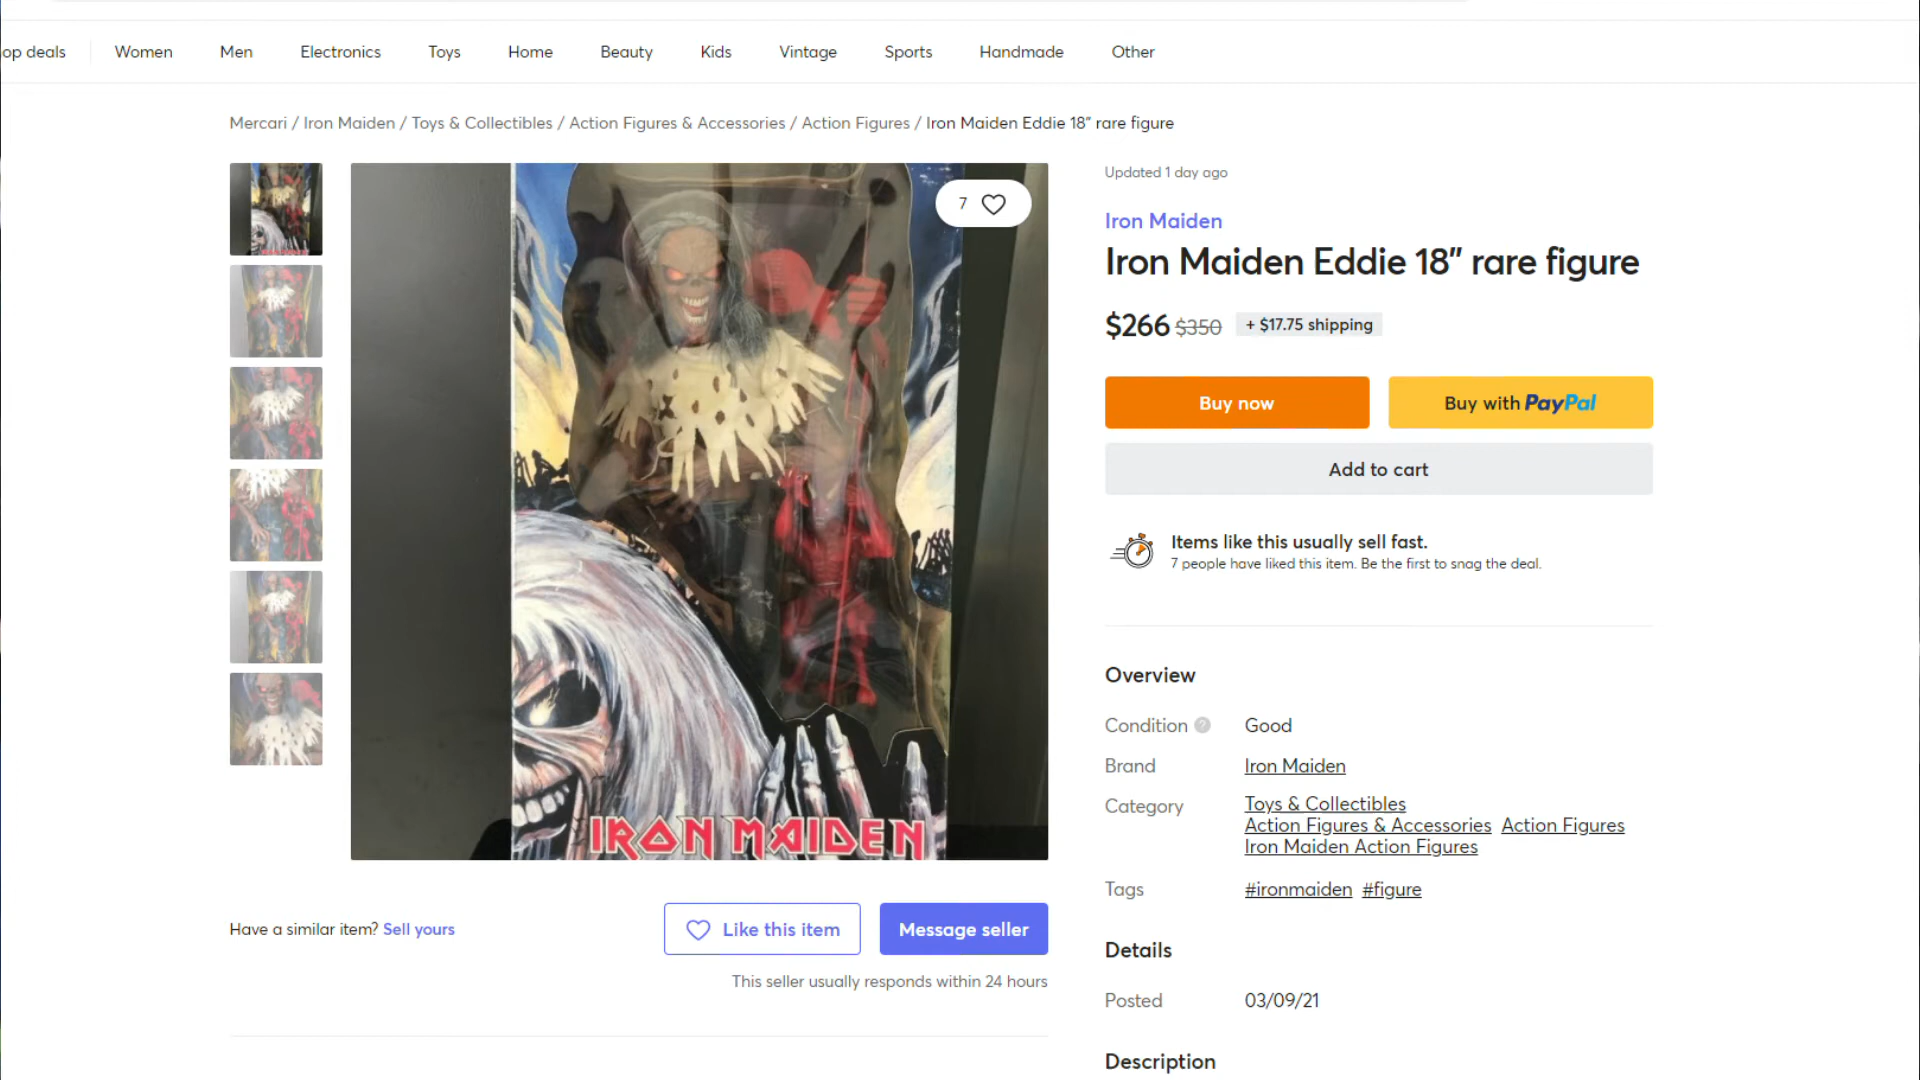 op deals
Women
Men
Electronics
Toys
Home
Beauty
Kids
Vintage
Sports
Handmade
Other
Mercari / Iron Maiden / Toys & Collectibles / Action Figures & Accessories / Action Figures / Iron Maiden Eddie 18” rare figure
7
IRON MAIDEN
Have a similar item? Sell yours
Like this item
Message seller
This seller usually responds within 24 hours
Updated 1 day ago
Iron Maiden
Iron Maiden Eddie 18” rare figure
$266 $350 + $17.75 shipping
Buy now
Buy with PayPal
Add to cart
Items like this usually sell fast.
7 people have liked this item. Be the first to snag the deal.
Overview
Condition ? Good
Brand Iron Maiden
Category Toys & Collectibles
Action Figures & Accessories Action Figures
Iron Maiden Action Figures
Tags #ironmaiden #figure
Details
Posted 03/09/21
Description